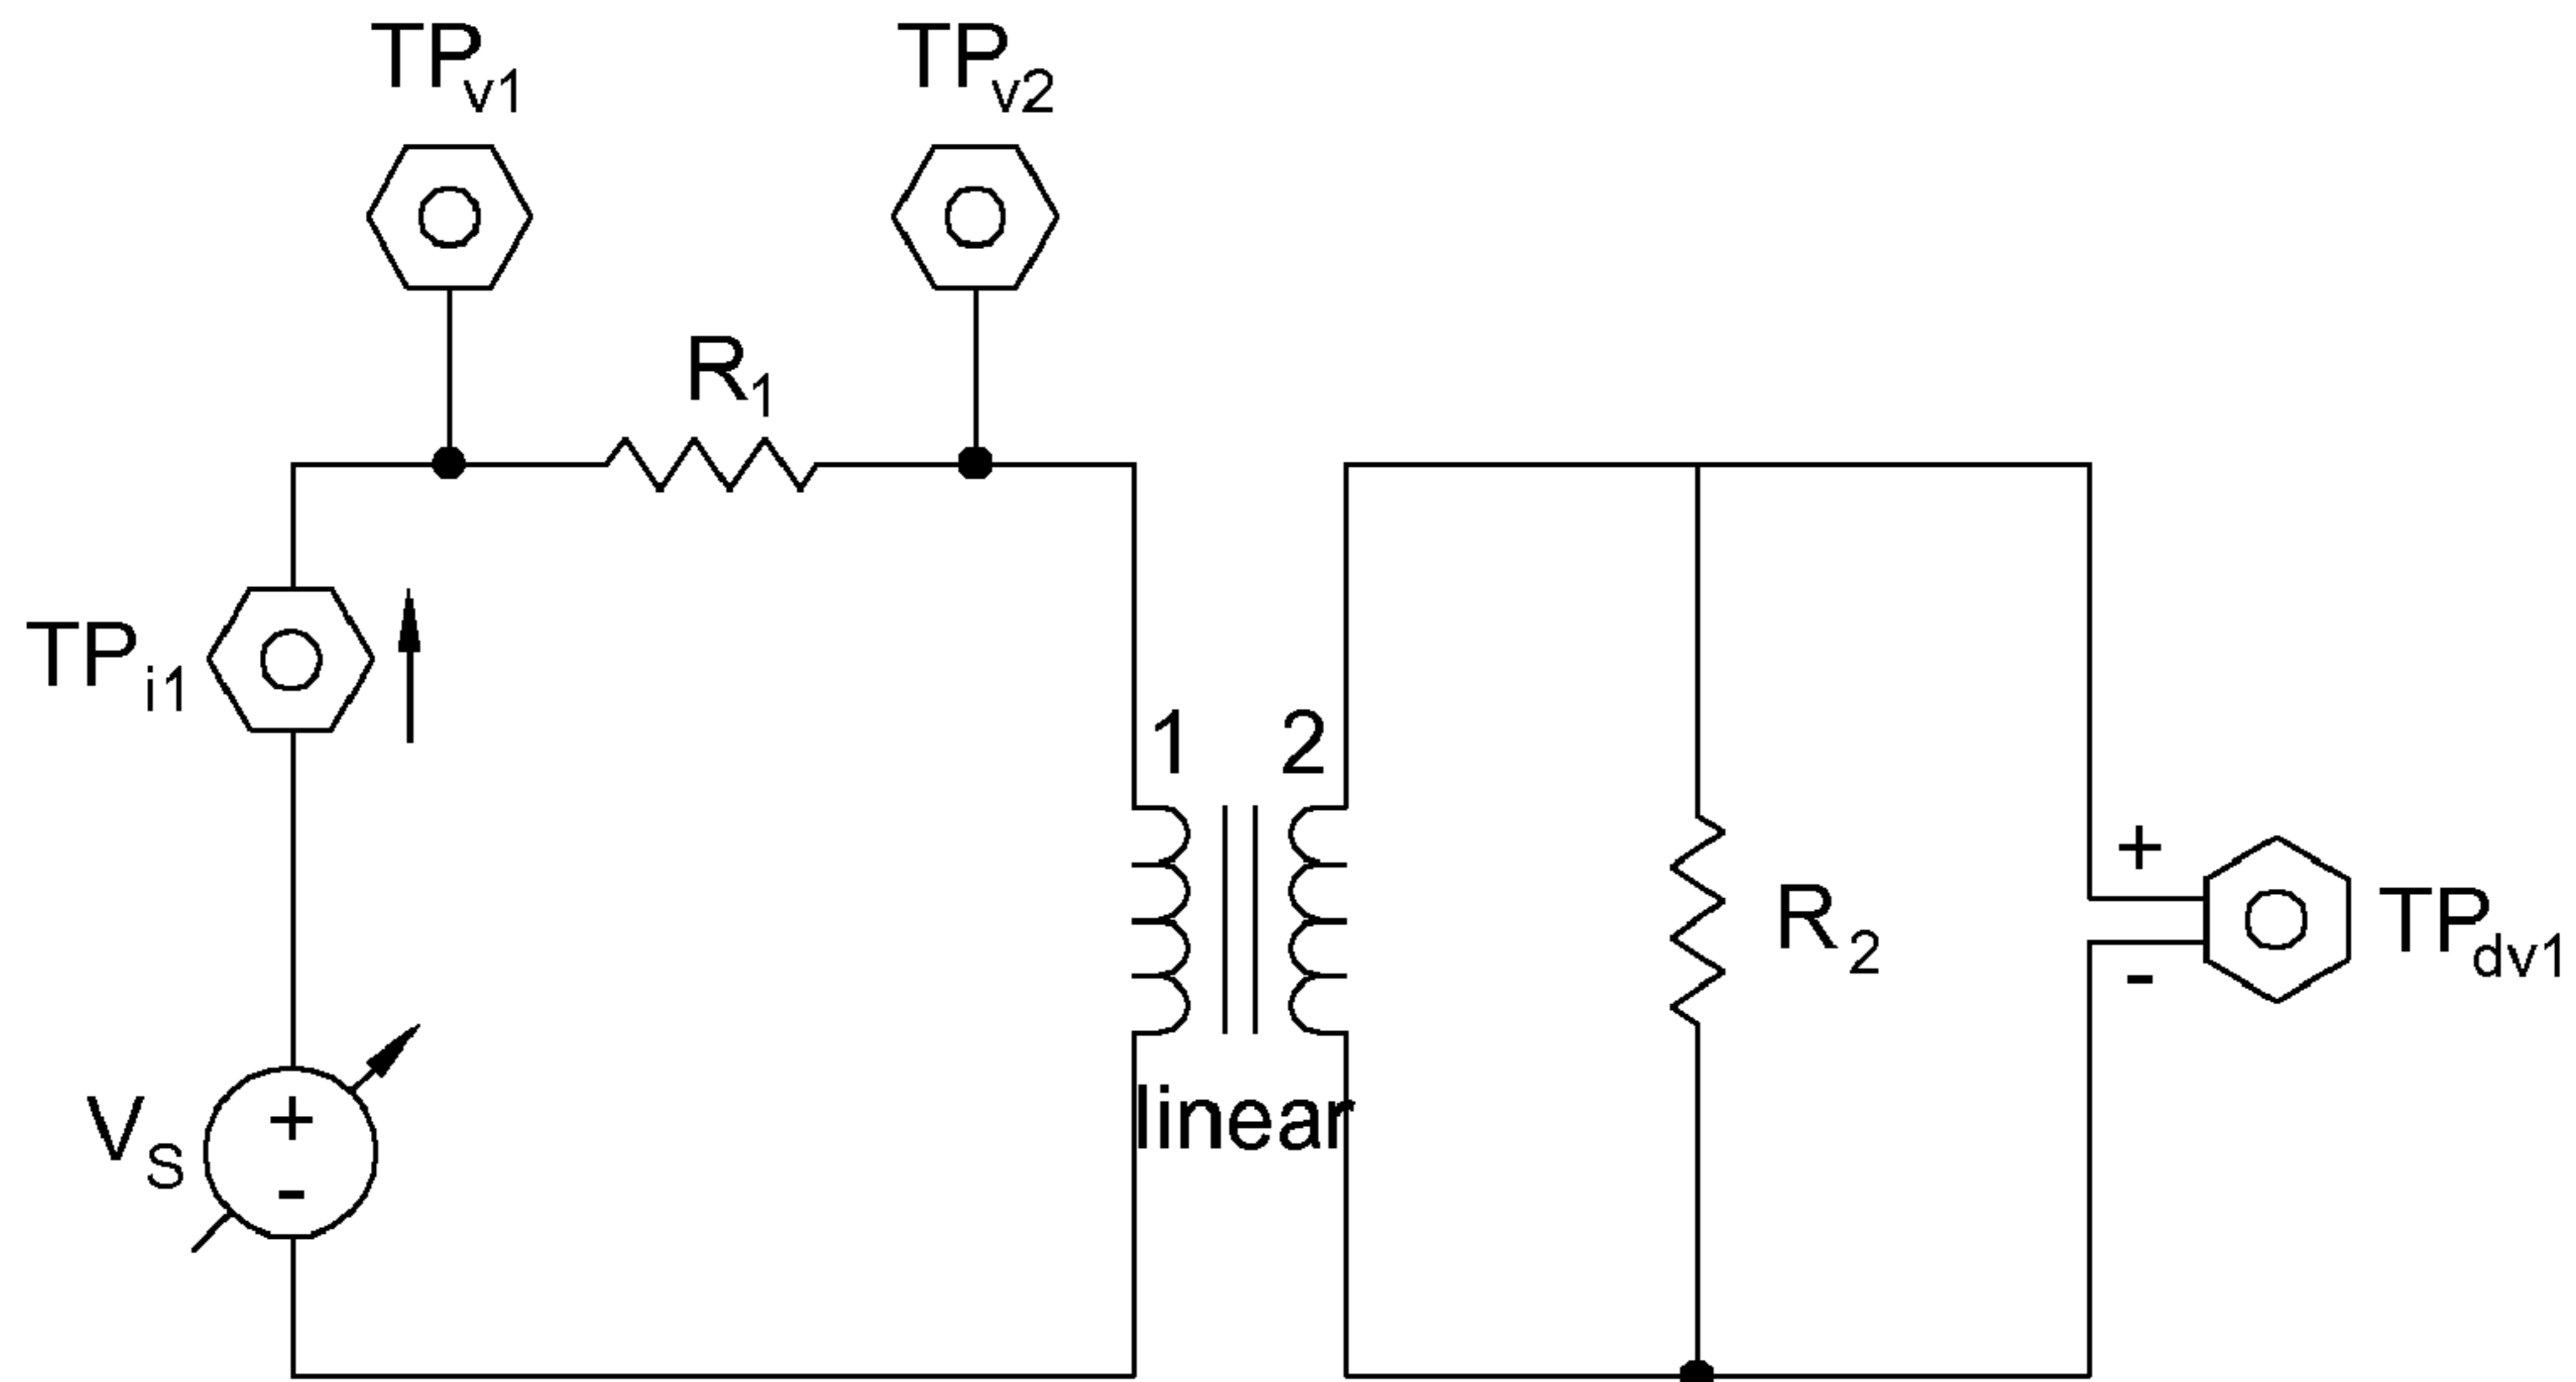 TPv1
TPv2
R1
TPi1
1 2
+
R2
TPdv1
-
linear
VS
+
-